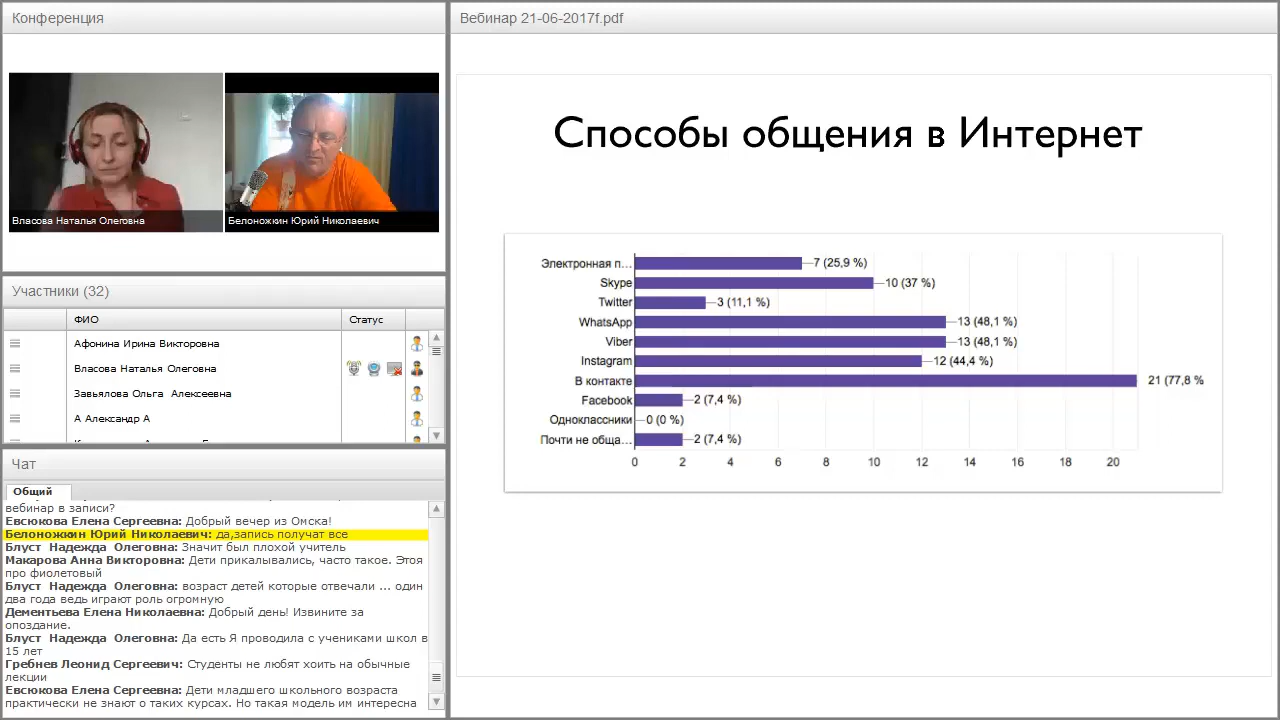 Конференция
Власова Наталья Олеговна
Белоножкин Юрий Николаевич
Участники (32)
ФИО Статус
Афонина Ирина Викторовна
Власова Наталья Олеговна
Завьялова Ольга Алексеевна
А Александр А
Чат
Общий
вебинар в записи?
Евсюкова Елена Сергеевна: Добрый вечер из Омска!
Белоножкин Юрий Николаевич: да,запись получат все
Блуст Надежда Олеговна: Значит был плохой учитель
Макарова Анна Викторовна: Дети прикалывались, часто такое. Этоя
про фиолетовый
Блуст Надежда Олеговна: возраст детей которые отвечали ... один
два года ведь играют роль огромную
Дементьева Елена Николаевна: Добрый день! Извините за
опоздание.
Блуст Надежда Олеговна: Да есть Я проводила с учениками школ в
15 лет
Гребнев Леонид Сергеевич: Студенты не любят хоить на обычные
лекции
Евсюкова Елена Сергеевна: Дети младшего школьного возраста
практически не знают о таких курсах. Но такая модель им интересна
Вебинар 21-06-2017f.pdf
Способы общения в Интернет
Электронная п... 7 (25,9 %)
Skype 10 (37 %)
Twitter 3 (11,1 %)
WhatsApp 13 (48,1 %)
Viber 13 (48,1 %)
Instagram 12 (44,4 %)
В контакте 21 (77,8 %
Facebook 2 (7,4 %)
Одноклассники 0 (0 %)
Почти не обща... 2 (7,4 %)
0 2 4 6 8 10 12 14 16 18 20